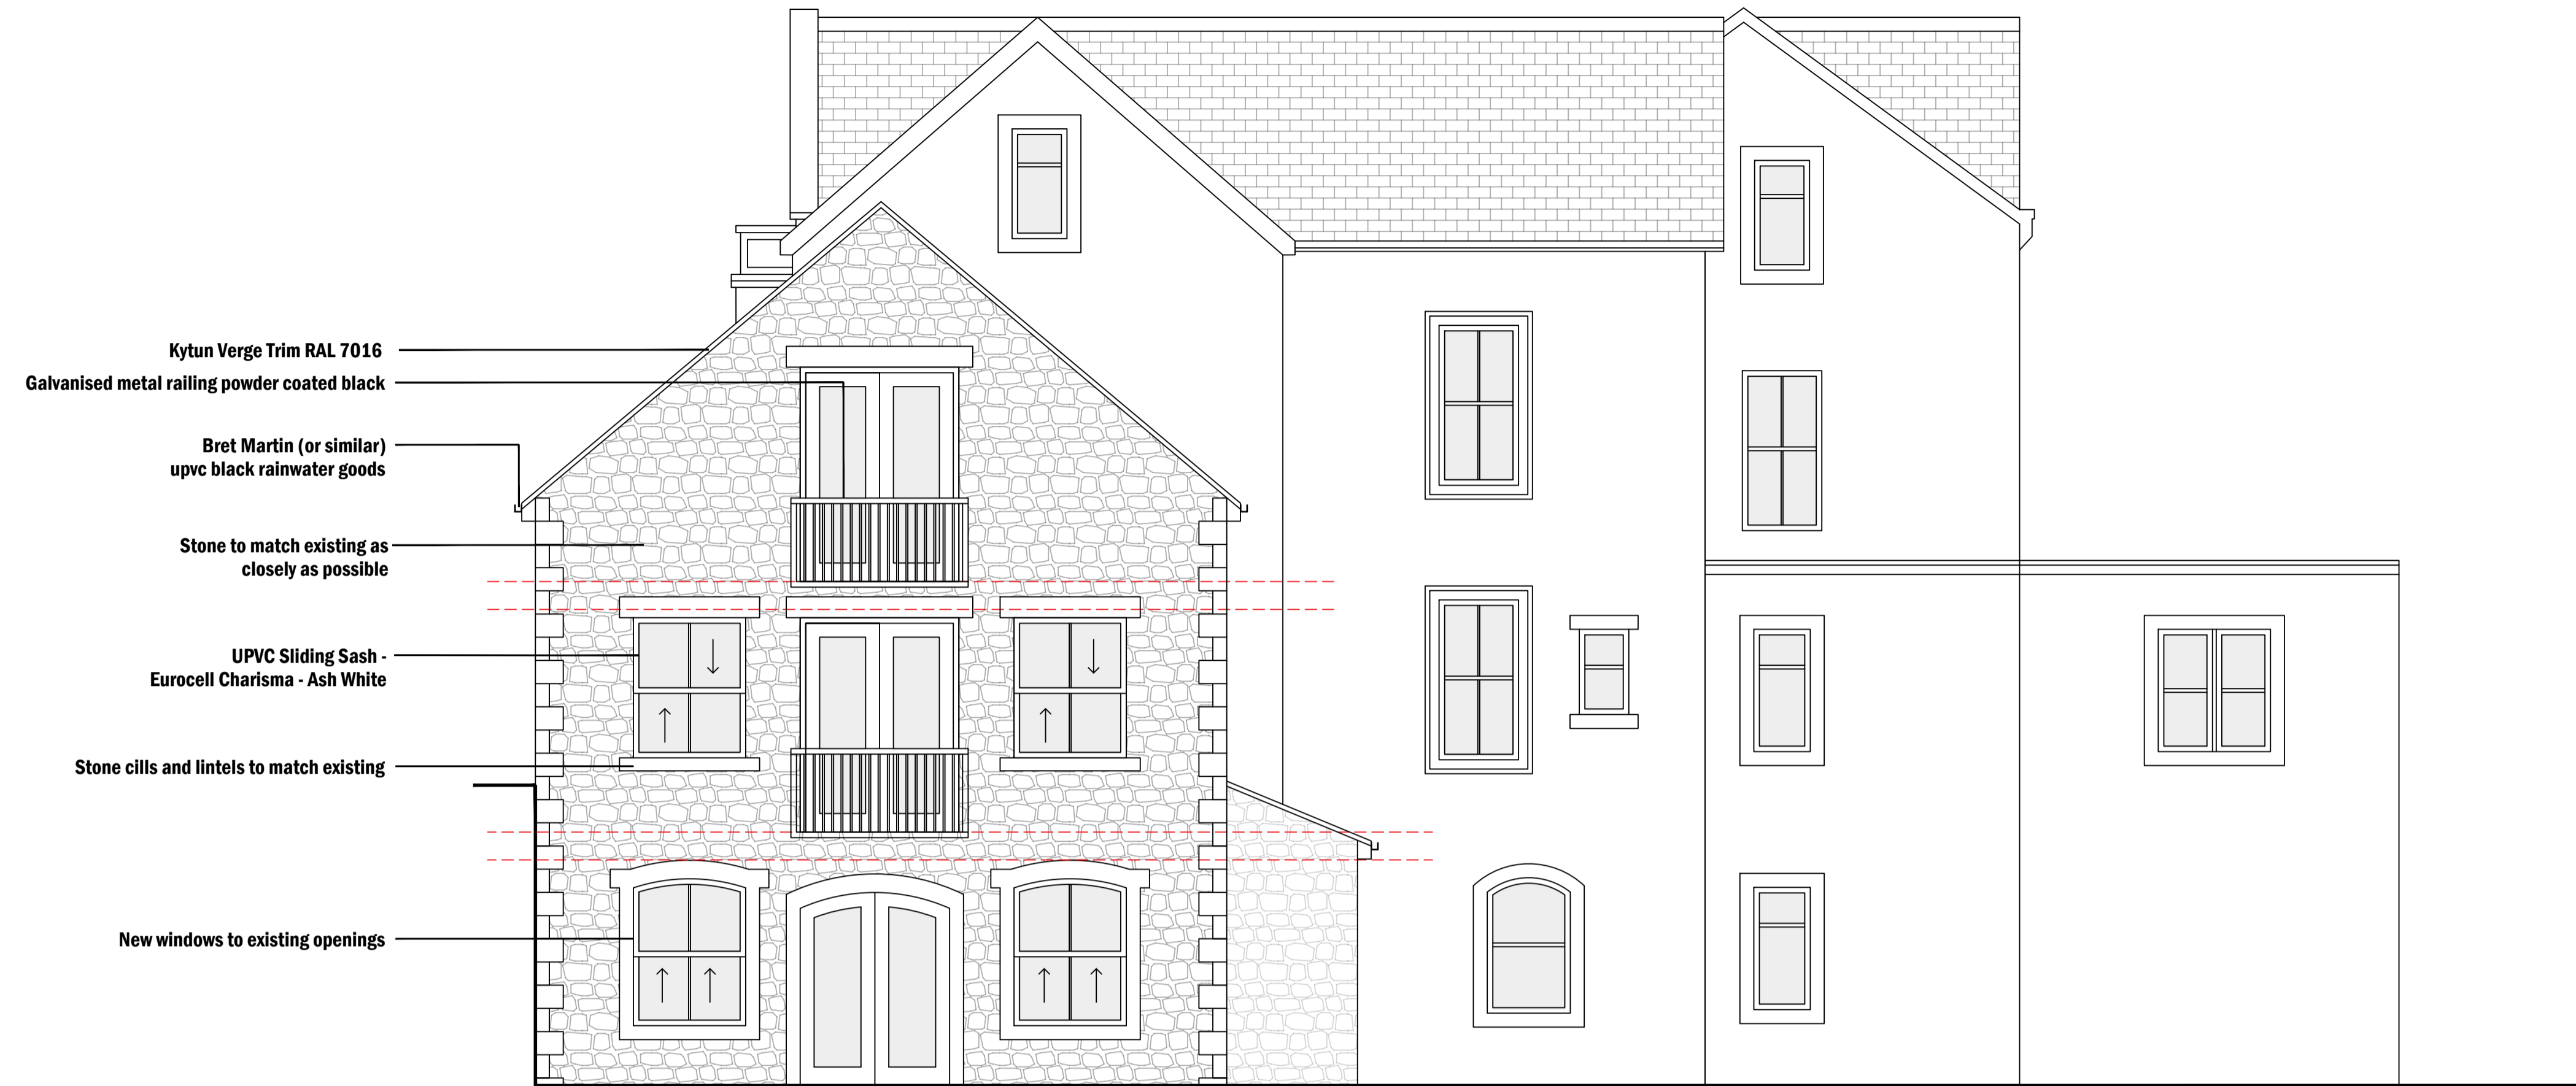 Kytun Verge Trim RAL 7016
Galvanised metal railing powder coated black
Bret Martin (or similar)
upvc black rainwater goods
Stone to match existing as
closely as possible
UPVC Sliding Sash -
Eurocell Charisma - Ash White
Stone cills and lintels to match existing
New windows to existing openings